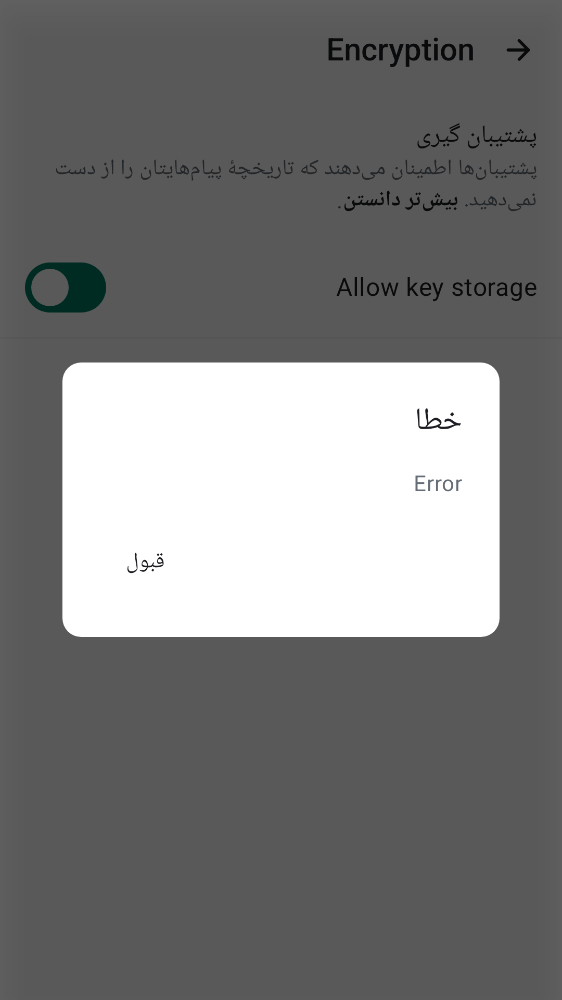 Encryption
پشتیبان گیری
پشتیبان‌ها اطمینان می‌دهند که تاریخچهٔ پیام‌هایتان را از دست
نمی‌دهید. بیش‌تر دانستن.
Allow key storage
خطا
Error
قبول